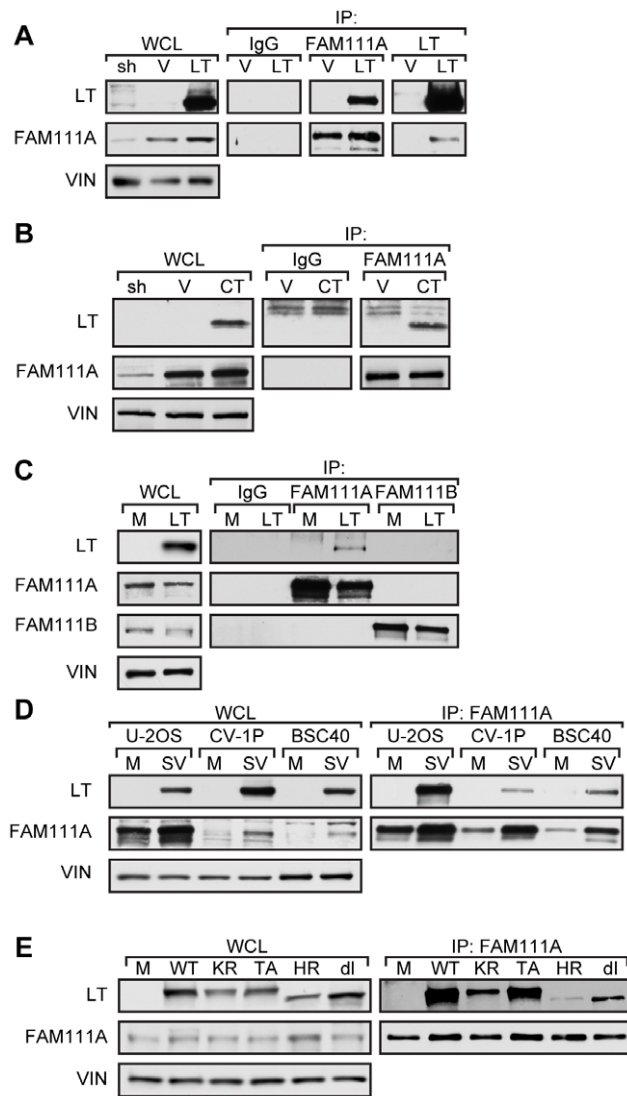 A
IP:
WCL IgG FAM111A LT
sh V LT V LT V LT V LT
LT
FAM111A
VIN
B
IP:
WCL IgG FAM111A
sh V CT V CT V CT
LT
FAM111A
VIN
C
IP:
WCL IgG FAM111A FAM111B
M LT M LT M LT M LT
LT
FAM111A
FAM111B
VIN
D
WCL IP: FAM111A
U-2OS CV-1P BSC40 U-2OS CV-1P BSC40
M SV M SV M SV M SV M SV M SV
LT
FAM111A
VIN
E
WCL IP: FAM111A
M WT KR TA HR dl M WT KR TA HR dl
LT
FAM111A
VIN